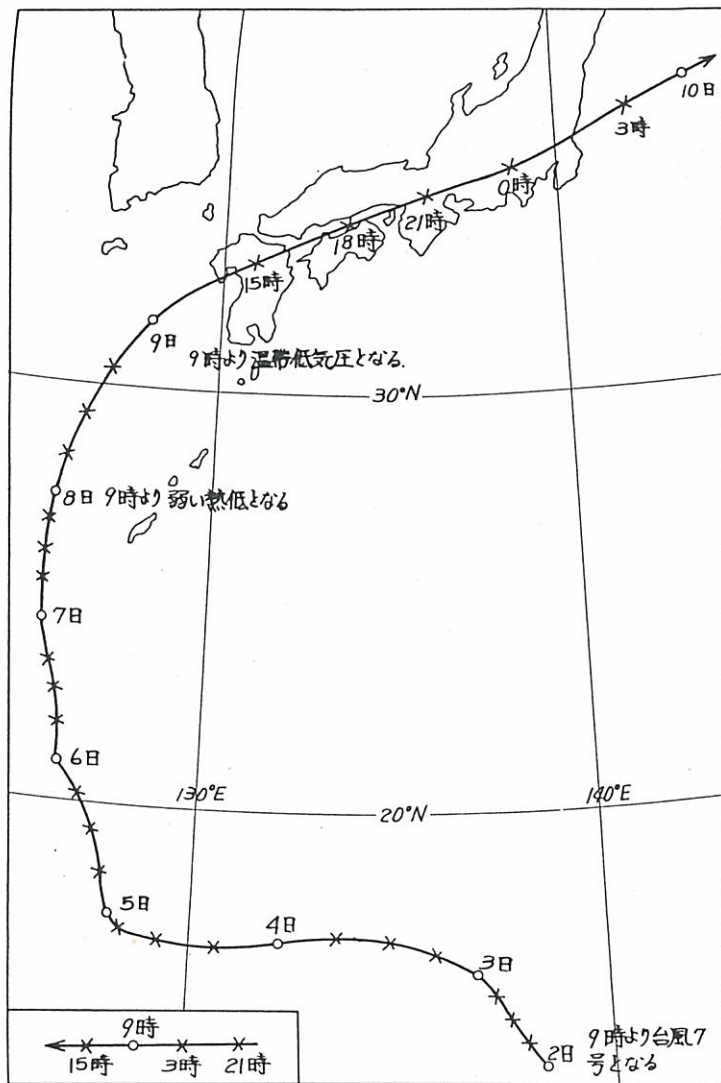 10日
3時
0時
21時
18時
15時
9日
9時より温帯低気圧となる.
30°N
8日 9時より弱い熱低となる
7日
6日
130°E
140°E
20°N
5日
4日
3日
2日
9時より台風7
号となる
9時
15時
3時
21時